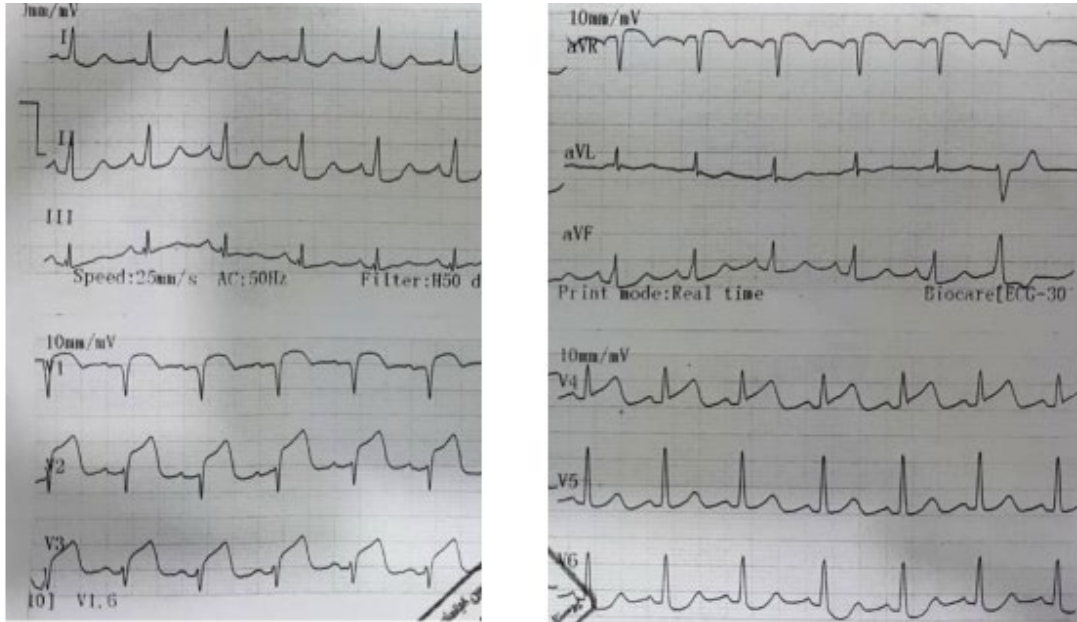 0mm/mV
I
II
III
Speed:25mm/s AC:50Hz Filter:H50 d
10mm/mV
V1
V2
V3
10] V1.6
10mm/mV
aVR
aVL
aVF
Print mode:Real time Biocare[ECG-30
10mm/mV
V4
V5
V6